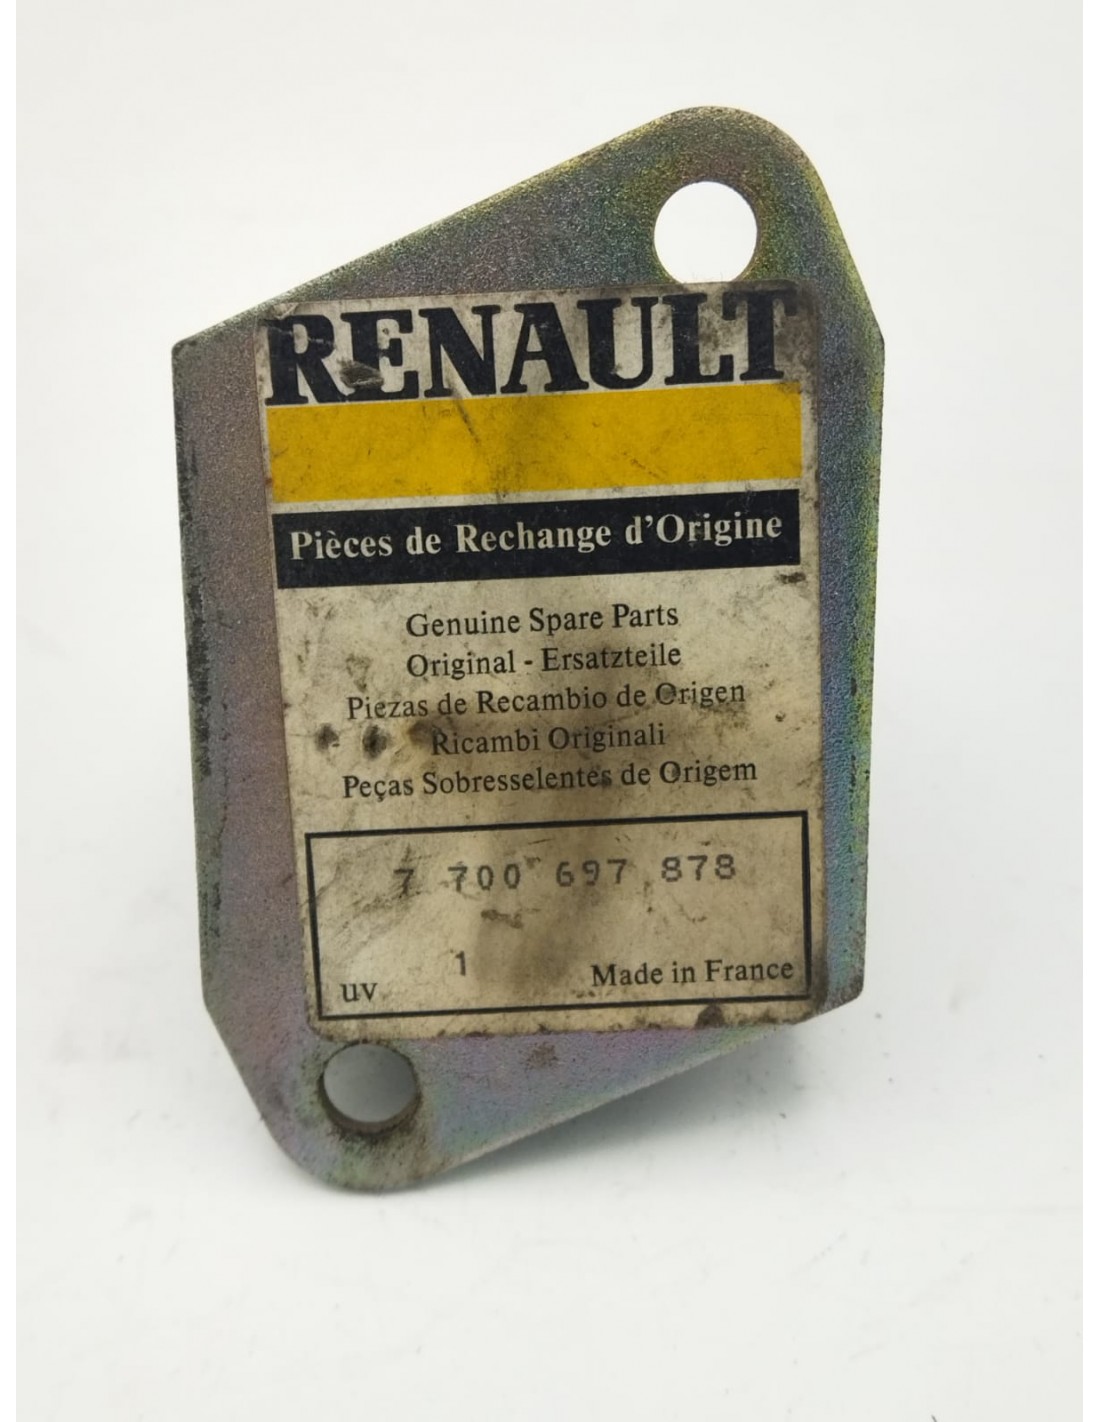 RENAULT
Pièces de Rechange d'Origine
Genuine Spare Parts
Original - Ersatzteile
Piezas de Recambio de Origen
Ricambi Originali
Peças Sobresselentes de Origem
7 700 697 878
uv 1 Made in France